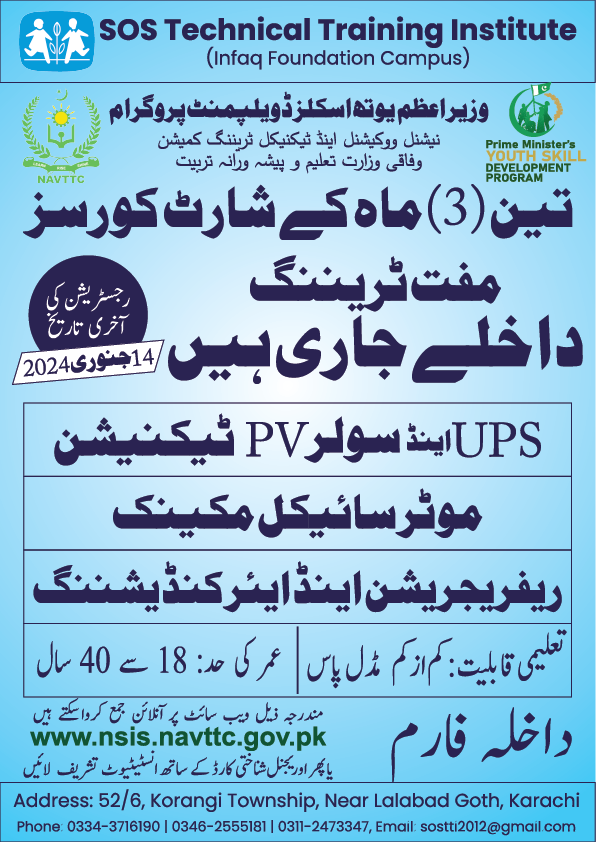 SOS Technical Training Institute
(Infaq Foundation Campus)
وزیراعظم یوتھ اسکلز ڈویلپمنٹ پروگرام
نیشنل ووکیشنل اینڈ ٹیکنیکل ٹریننگ کمیشن
وفاقی وزارت تعلیم و پیشہ ورانہ تربیت
NAVTTC
Prime Minister's
YOUTH SKILL
DEVELOPMENT
PROGRAM
تین (3) ماہ کے شارٹ کورسز
مفت ٹریننگ
داخلے جاری ہیں
رجسٹریشن کی
آخری تاریخ
14 جنوری 2024
UPS اینڈ سولر PV ٹیکنیشن
موٹر سائیکل مکینک
ریفریجریشن اینڈ ایئر کنڈیشننگ
تعلیمی قابلیت: کم از کم مڈل پاس
عمر کی حد: 18 سے 40 سال
داخلہ فارم
مندرجہ ذیل ویب سائٹ پر آنلائن جمع کرواسکتے ہیں
www.nsis.navttc.gov.pk
یا پھر اوریجنل شناختی کارڈ کے ساتھ انسٹیٹیوٹ تشریف لائیں
Address: 52/6, Korangi Township, Near Lalabad Goth, Karachi
Phone: 0334-3716190 | 0346-2555181 | 0311-2473347, Email: sostti2012@gmail.com